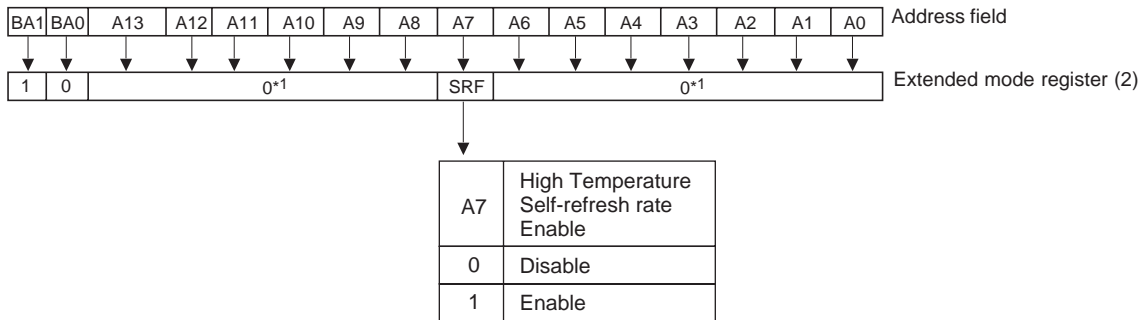 BA1 BA0 A13 A12 A11 A10 A9 A8 A7 A6 A5 A4 A3 A2 A1 A0 Address field
1 0 0*1 SRF 0*1 Extended mode register (2)
A7 High Temperature
Self-refresh rate
Enable
0 Disable
1 Enable